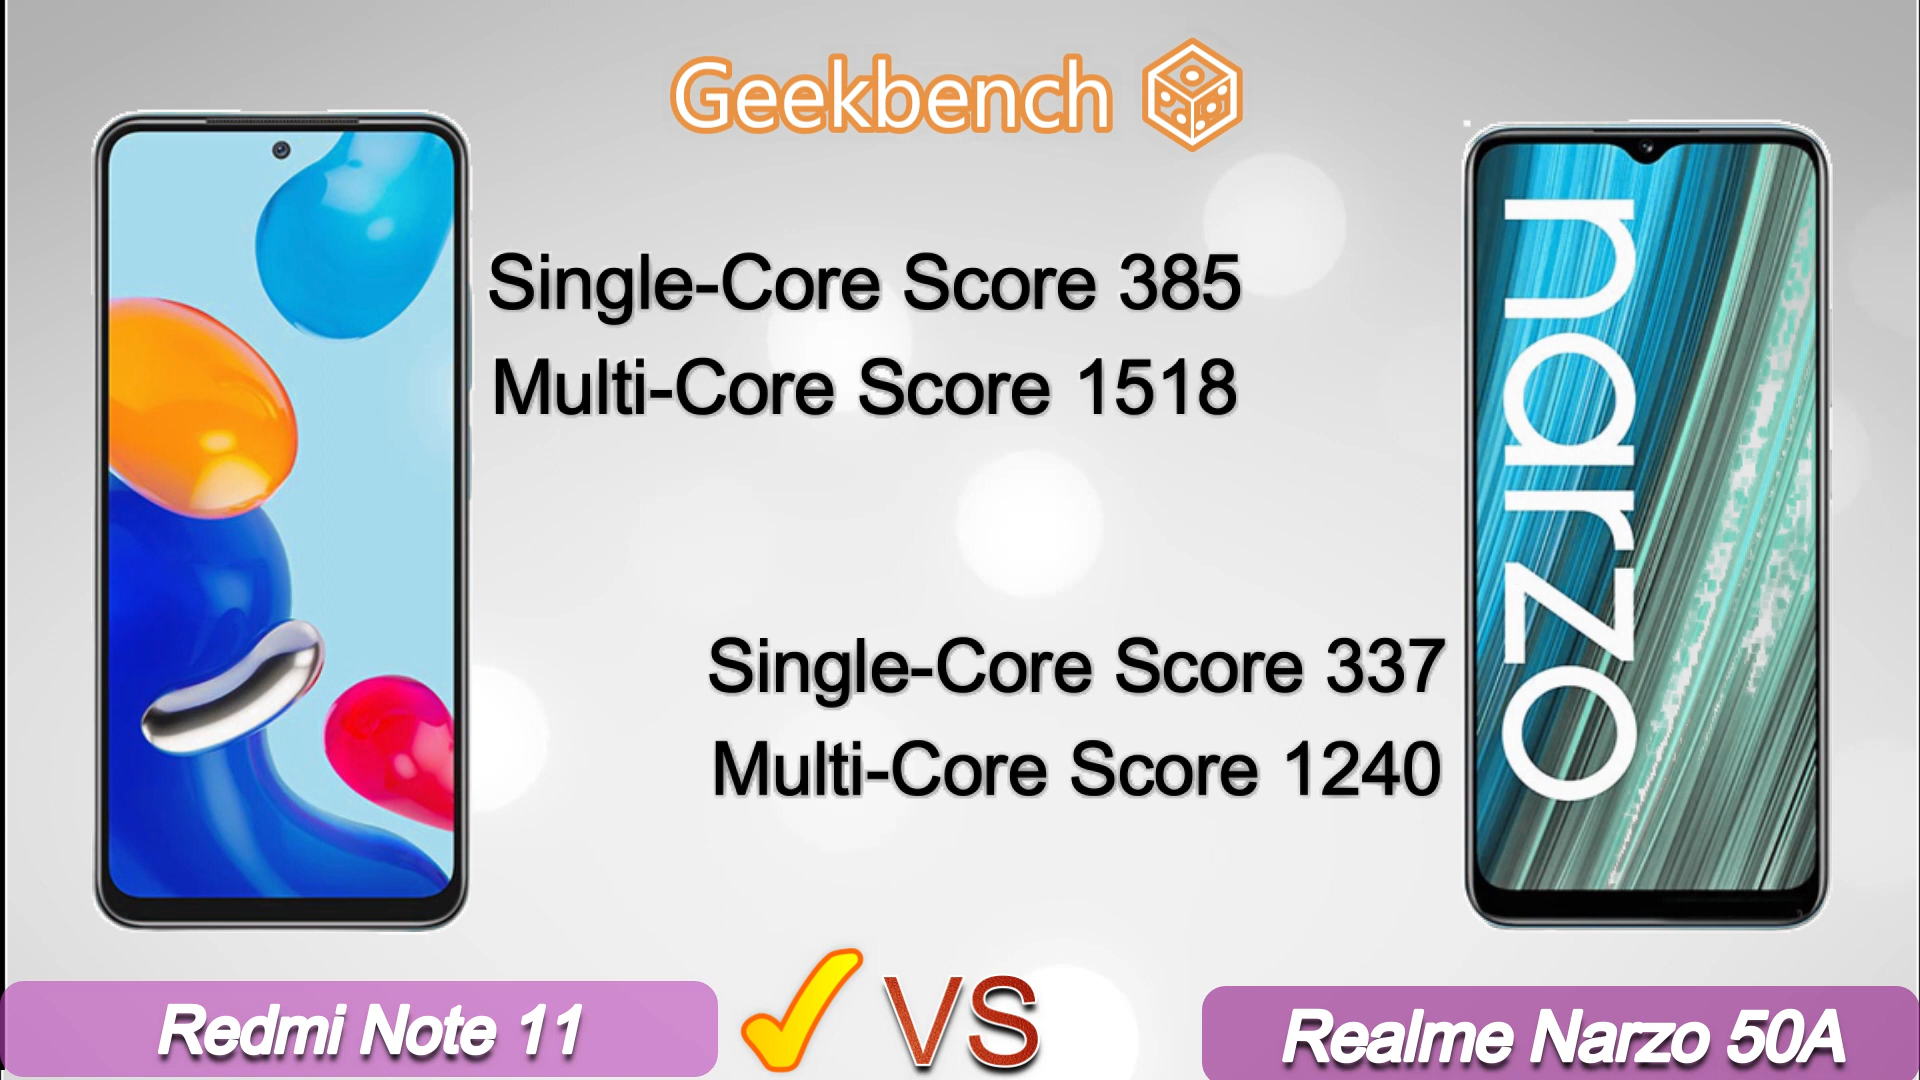 Geekbench
Single-Core Score 385
Multi-Core Score 1518
Single-Core Score 337
Multi-Core Score 1240
narzo
Redmi Note 11
VS
Realme Narzo 50A